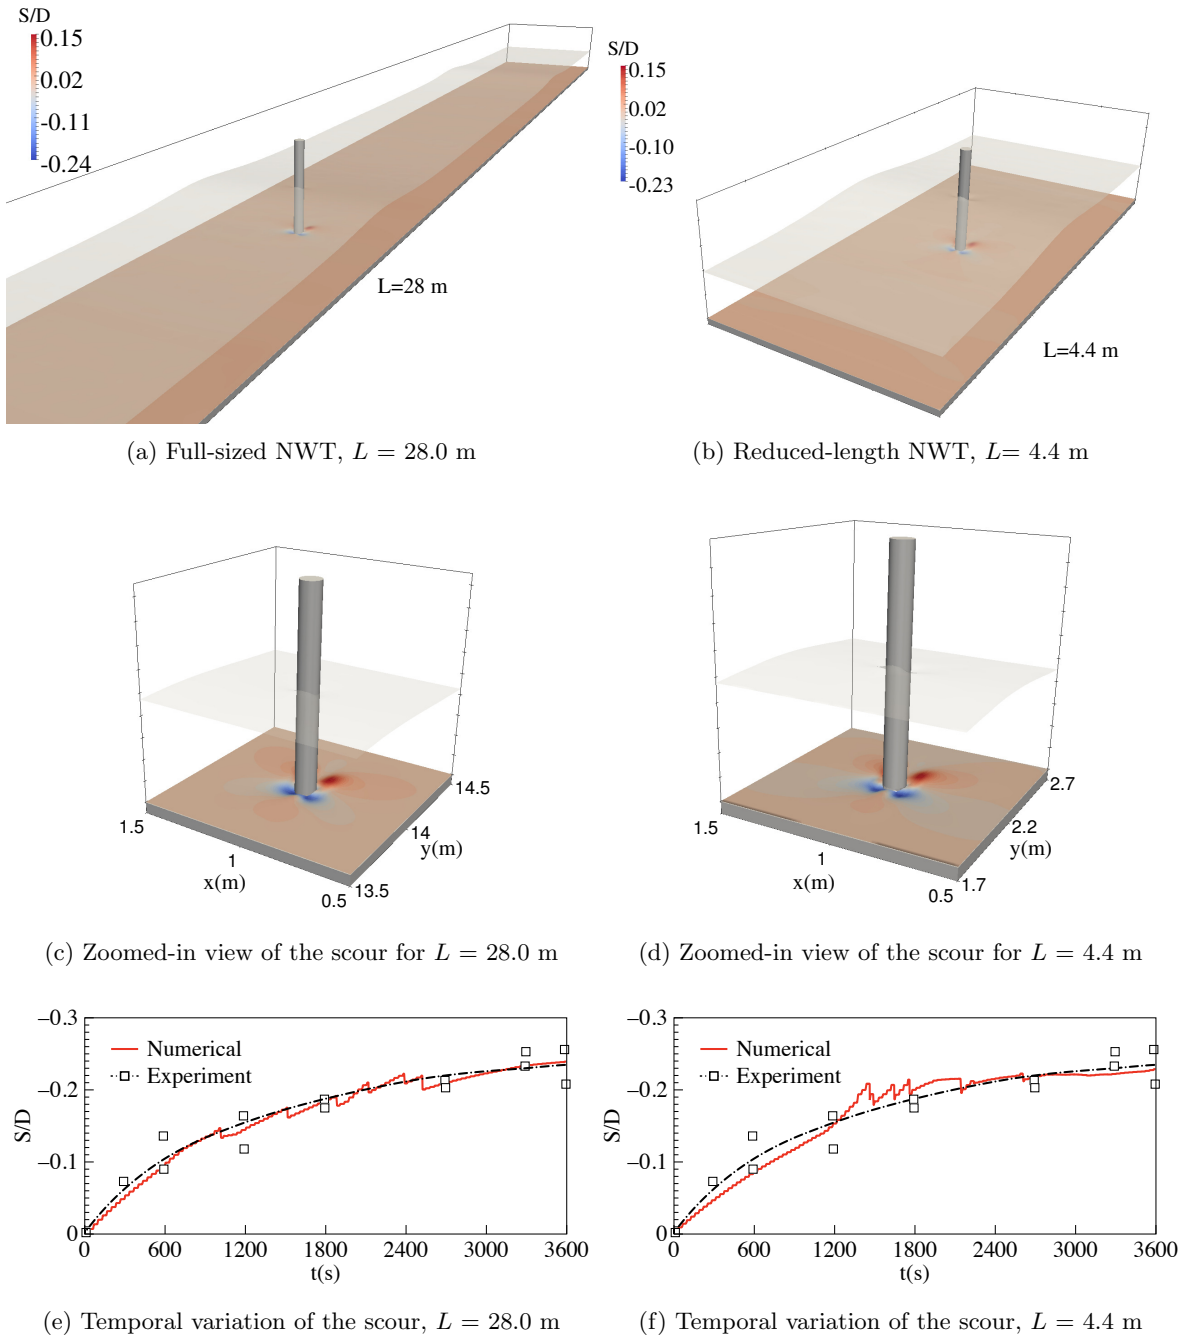 S/D
0.15
0.02
-0.11
-0.24
L=28 m
S/D
0.15
0.02
-0.10
-0.23
L=4.4 m
(a) Full-sized NWT, L = 28.0 m
(b) Reduced-length NWT, L= 4.4 m
1.5
1
x(m)
0.5
13.5
14
y(m)
14.5
1.5
1
x(m)
0.5
1.7
2.2
y(m)
2.7
(c) Zoomed-in view of the scour for L = 28.0 m
(d) Zoomed-in view of the scour for L = 4.4 m
−0.3
−0.2
−0.1
0
S/D
Numerical
Experiment
0 600 1200 1800 2400 3000 3600
t(s)
−0.3
−0.2
−0.1
0
S/D
Numerical
Experiment
0 600 1200 1800 2400 3000 3600
t(s)
(e) Temporal variation of the scour, L = 28.0 m
(f) Temporal variation of the scour, L = 4.4 m